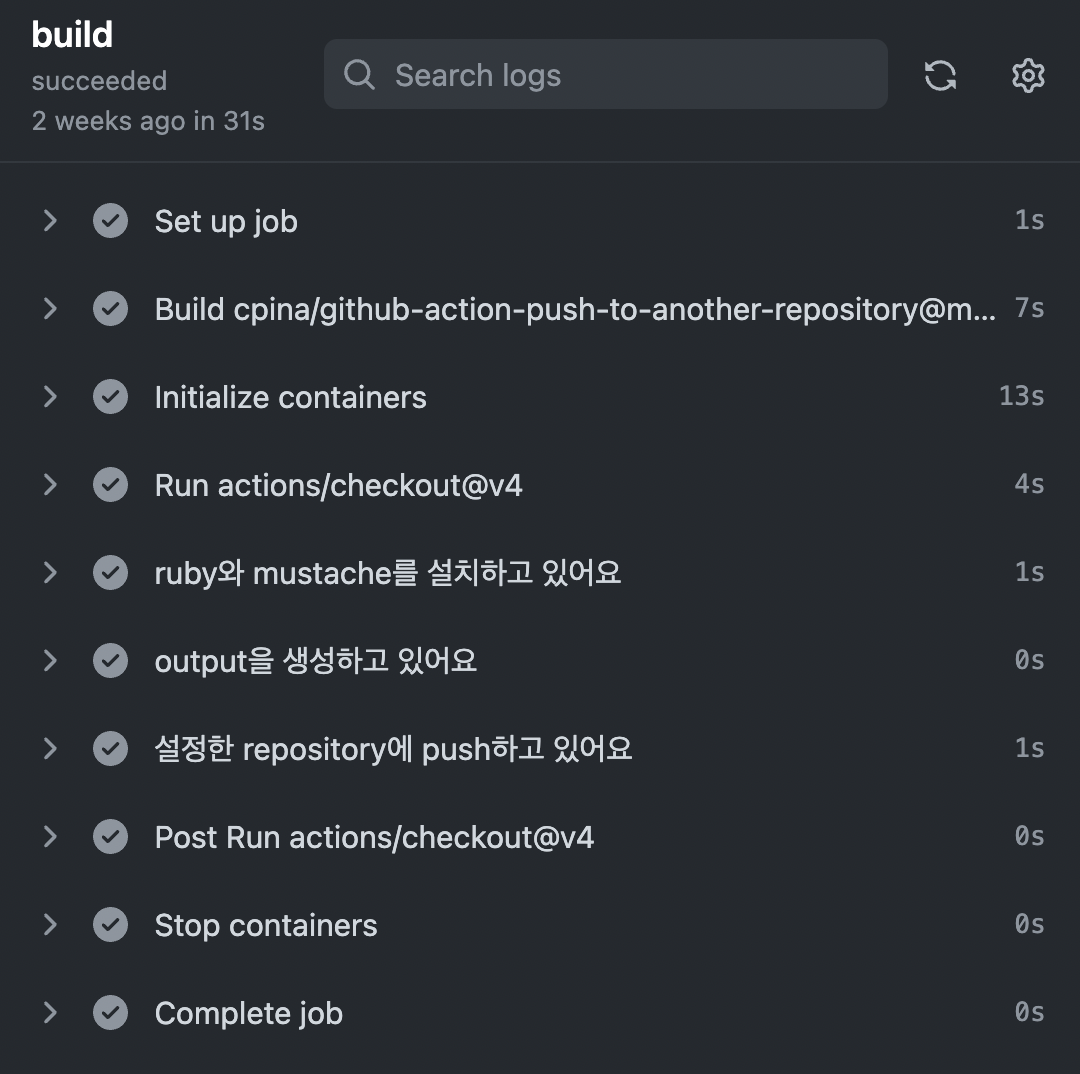 build
succeeded
2 weeks ago in 31s
Search logs
Set up job 1s
Build cpina/github-action-push-to-another-repository@m... 7s
Initialize containers 13s
Run actions/checkout@v4 4s
ruby와 mustache를 설치하고 있어요 1s
output을 생성하고 있어요 0s
설정한 repository에 push하고 있어요 1s
Post Run actions/checkout@v4 0s
Stop containers 0s
Complete job 0s